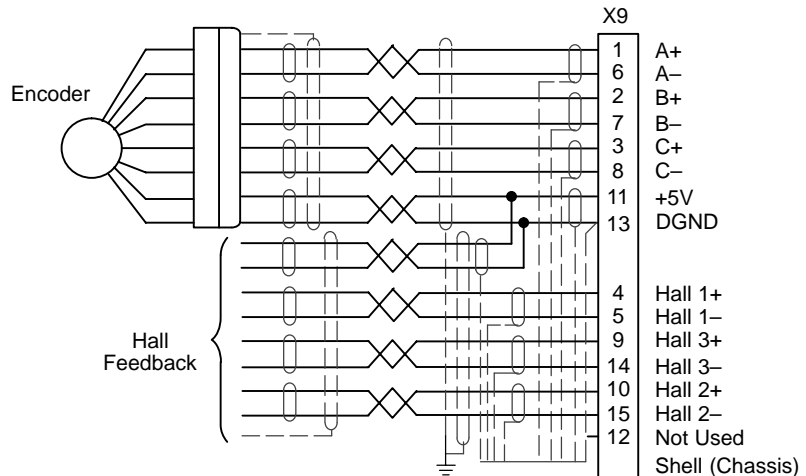 X9
1 A+
6 A–
Encoder
2 B+
7 B–
3 C+
8 C–
11 +5V
13 DGND
4 Hall 1+
5 Hall 1–
Hall
Feedback
9 Hall 3+
14 Hall 3–
10 Hall 2+
15 Hall 2–
12 Not Used
Shell (Chassis)